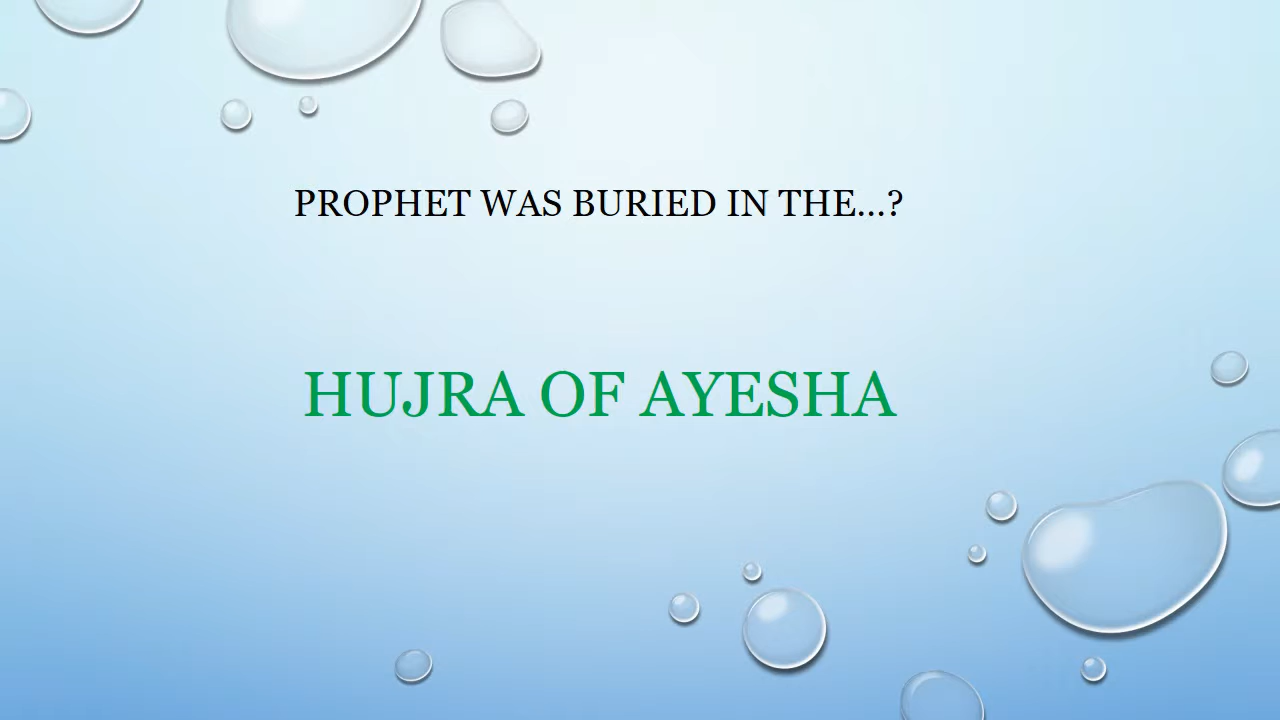 PROPHET WAS BURIED IN THE...?
HUJRA OF AYESHA